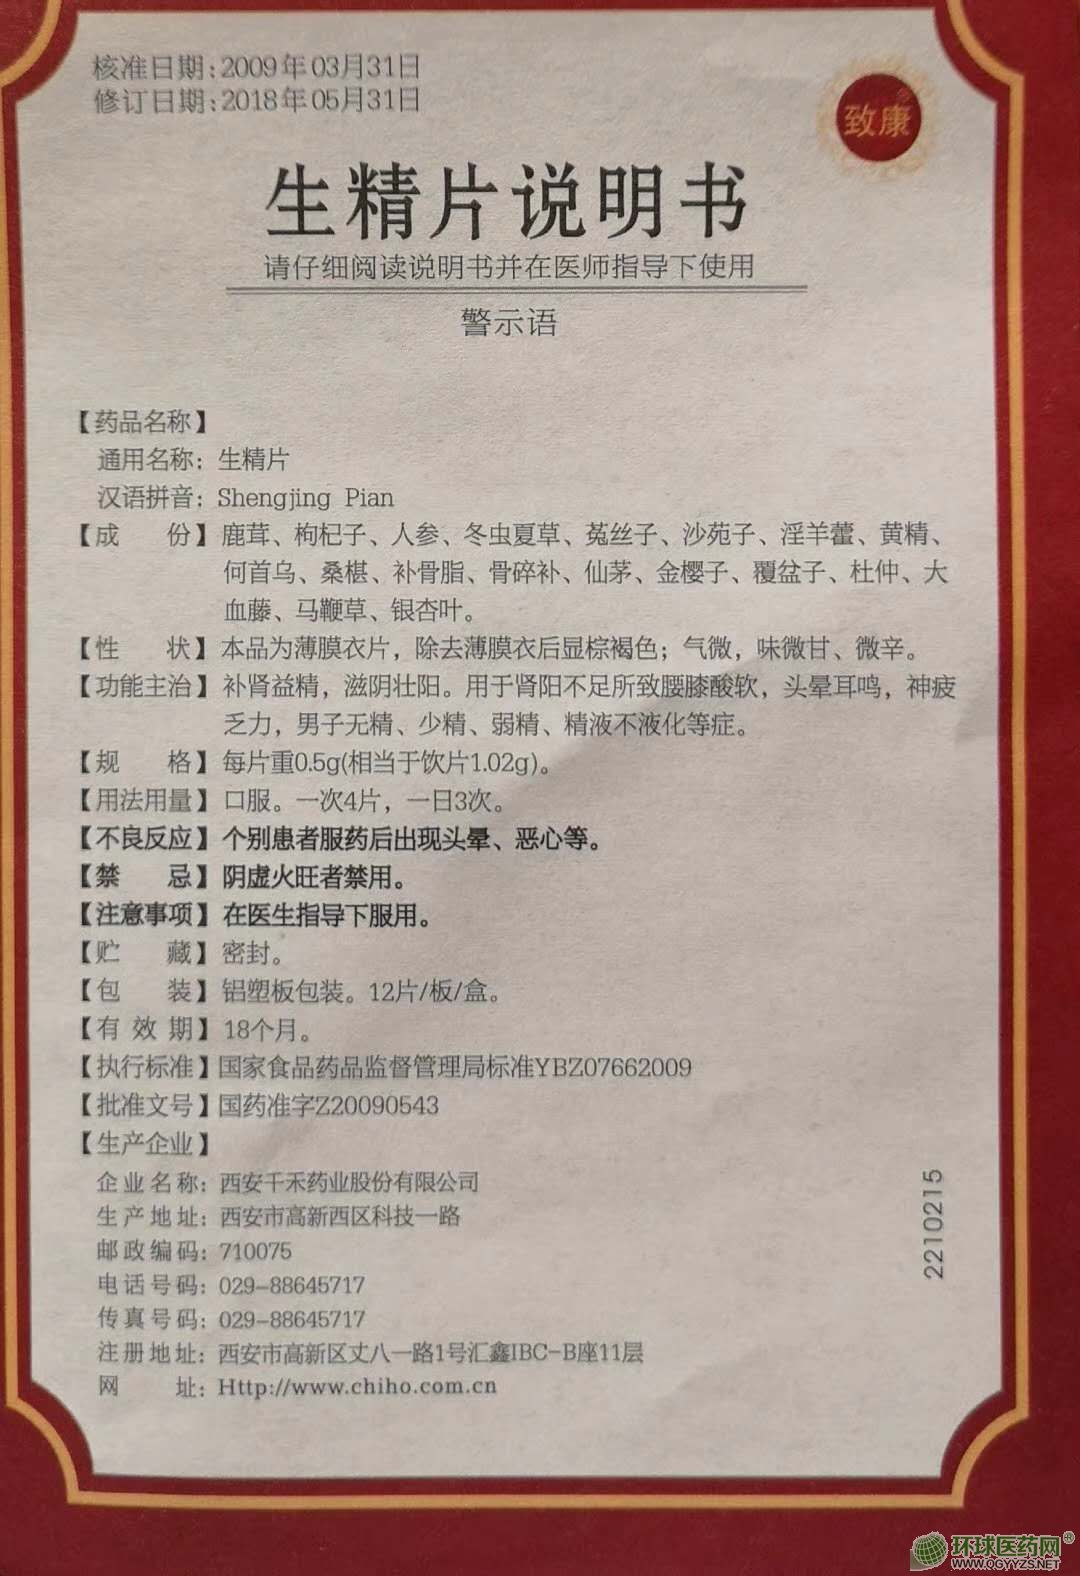 核准日期:2009年03月31日
修订日期:2018年05月31日
致康
生精片说明书
请仔细阅读说明书并在医师指导下使用
警示语
【药品名称】
通用名称：生精片
汉语拼音：Shengjing Pian
【成 份】鹿茸、枸杞子、人参、冬虫夏草、菟丝子、沙苑子、淫羊藿、黄精、
何首乌、桑椹、补骨脂、骨碎补、仙茅、金樱子、覆盆子、杜仲、大
血藤、马鞭草、银杏叶。
【性 状】本品为薄膜衣片，除去薄膜衣后显棕褐色；气微，味微甘、微辛。
【功能主治】补肾益精，滋阴壮阳。用于肾阳不足所致腰膝酸软，头晕耳鸣，神疲
乏力，男子无精、少精、弱精、精液不液化等症。
【规 格】每片重0.5g(相当于饮片1.02g)。
【用法用量】口服。一次4片，一日3次。
【不良反应】个别患者服药后出现头晕、恶心等。
【禁 忌】阴虚火旺者禁用。
【注意事项】在医生指导下服用。
【贮 藏】密封。
【包 装】铝塑板包装。12片/板/盒。
【有 效 期】18个月。
【执行标准】国家食品药品监督管理局标准YBZ07662009
【批准文号】国药准字Z20090543
【生产企业】
企业名称：西安千禾药业股份有限公司
生产地址：西安市高新西区科技一路
邮政编码：710075
电话号码：029-88645717
传真号码：029-88645717
注册地址：西安市高新区丈八一路1号汇鑫IBC-B座11层
网 址：Http://www.chiho.com.cn
2210215
环球医药网®
WWW.QGYYZS.NET